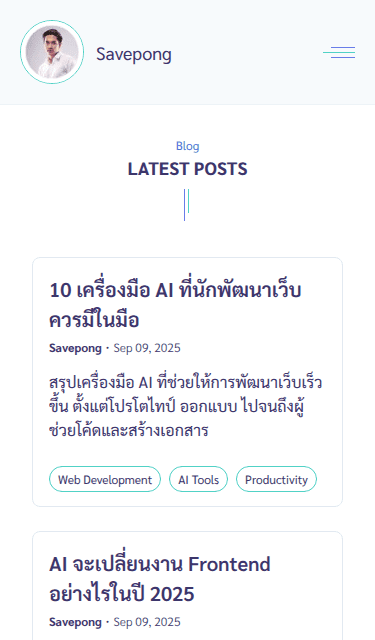 Savepong
Blog
LATEST POSTS
10 เครื่องมือ AI ที่นักพัฒนาเว็บ
ควรมีในมือ
Savepong · Sep 09, 2025
สรุปเครื่องมือ AI ที่ช่วยให้การพัฒนาเว็บเร็ว
ขึ้น ตั้งแต่โปรโตไทป์ ออกแบบ ไปจนถึงผู้
ช่วยโค้ดและสร้างเอกสาร
Web Development AI Tools Productivity
AI จะเปลี่ยนงาน Frontend
อย่างไรในปี 2025
Savepong · Sep 09, 2025